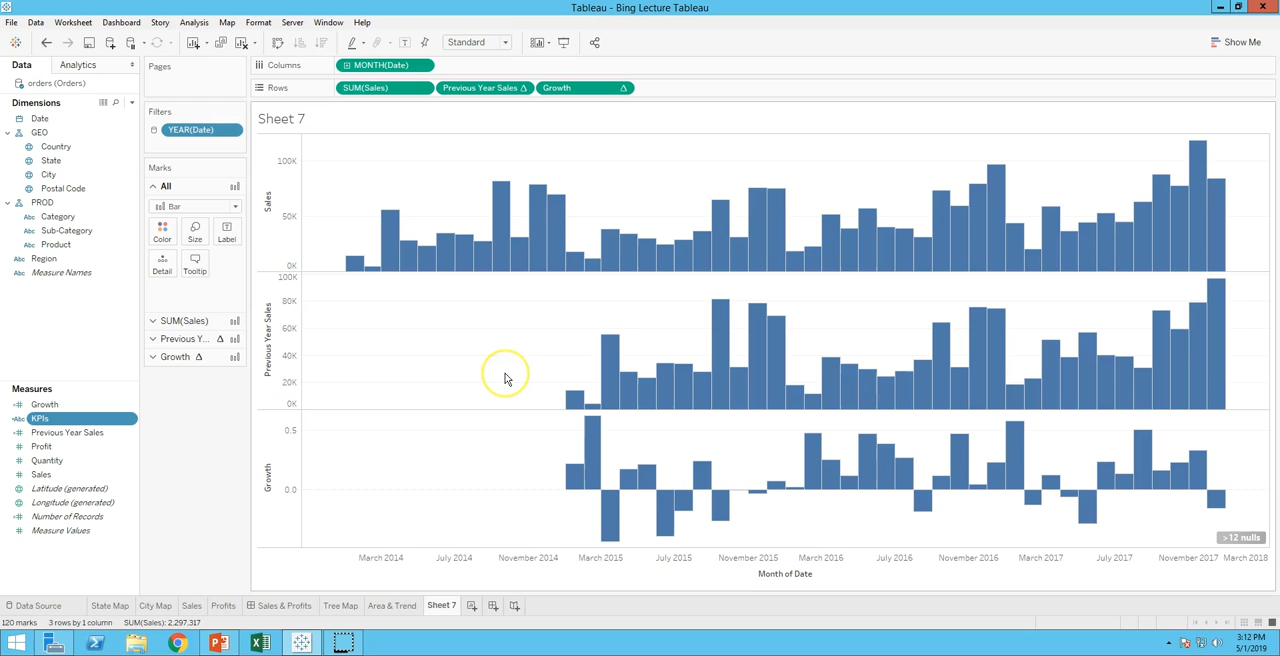 Tableau - Bing Lecture Tableau
File Data Worksheet Dashboard Story Analysis Map Format Server Window Help
Standard
Show Me
Data Analytics
orders (Orders)
Dimensions
Date
GEO
Country
State
City
Postal Code
PROD
Abc Category
Abc Sub-Category
Abc Product
Abc Region
Abc Measure Names
Measures
Growth
Abc KPIs
Previous Year Sales
Profit
Quantity
Sales
Latitude (generated)
Longitude (generated)
Number of Records
Measure Values
Pages
Filters
YEAR(Date)
Marks
All
Bar
Color Size Label
Detail Tooltip
SUM(Sales)
Previous Y... Δ
Growth Δ
Columns MONTH(Date)
Rows SUM(Sales) Previous Year Sales Δ Growth Δ
Sheet 7
Sales
100K
50K
0K
Previous Year Sales
100K
80K
60K
40K
20K
0K
Growth
0.5
0.0
>12 nulls
March 2014 July 2014 November 2014 March 2015 July 2015 November 2015 March 2016 July 2016 November 2016 March 2017 July 2017 November 2017 March 2018
Month of Date
Data Source State Map City Map Sales Profits Sales & Profits Tree Map Area & Trend Sheet 7
120 marks 3 rows by 1 column SUM(Sales): 2,297,317
3:12 PM
5/1/2019